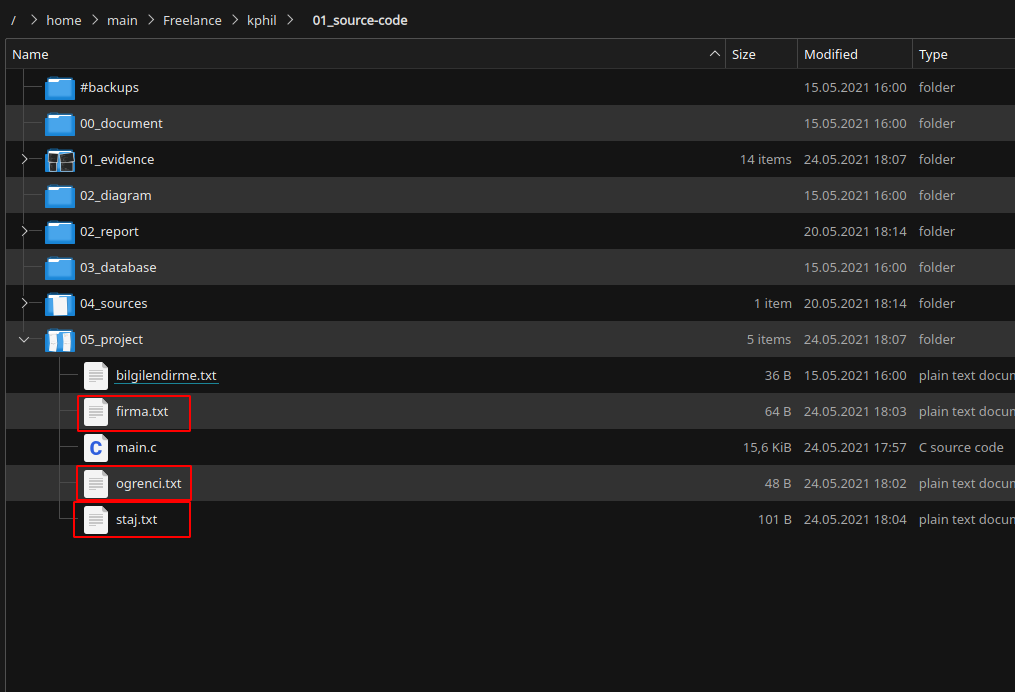 / > home > main > Freelance > kphil > 01_source-code
Name Size Modified Type
#backups 15.05.2021 16:00 folder
00_document 15.05.2021 16:00 folder
01_evidence 14 items 24.05.2021 18:07 folder
02_diagram 15.05.2021 16:00 folder
02_report 20.05.2021 18:14 folder
03_database 15.05.2021 16:00 folder
04_sources 1 item 20.05.2021 18:14 folder
05_project 5 items 24.05.2021 18:07 folder
bilgilendirme.txt 36 B 15.05.2021 16:00 plain text docum
firma.txt 64 B 24.05.2021 18:03 plain text docum
main.c 15,6 KiB 24.05.2021 17:57 C source code
ogrenci.txt 48 B 24.05.2021 18:02 plain text docum
staj.txt 101 B 24.05.2021 18:04 plain text docum